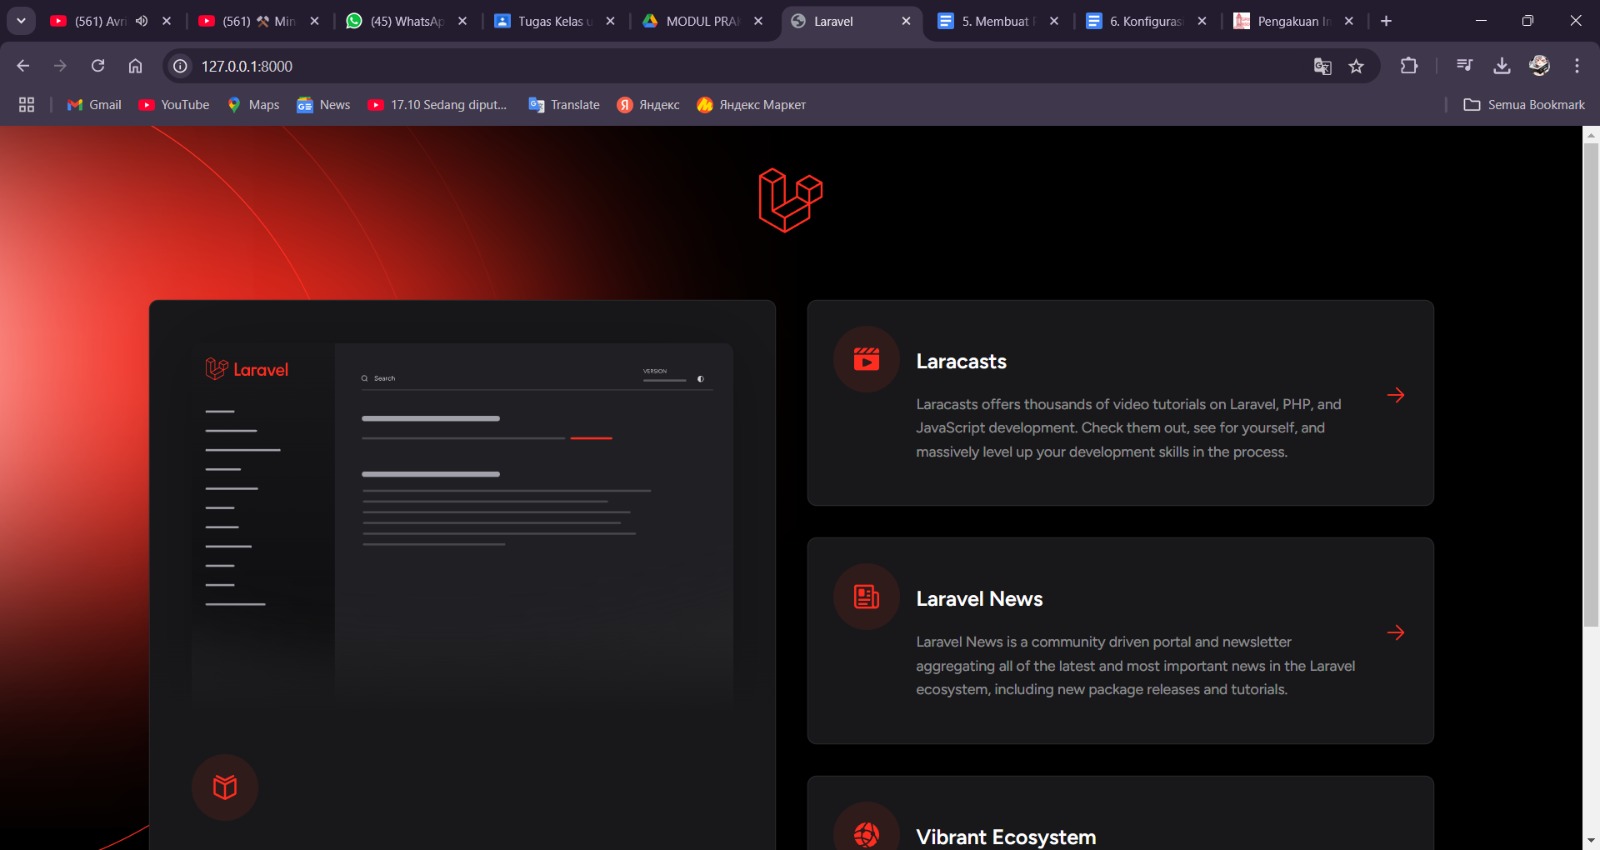 (561) Avri
(561) ⚒ Min
(45) WhatsAp
Tugas Kelas u
MODUL PRA
Laravel
5. Membuat
6. Konfigurasi
Pengakuan In
127.0.0.1:8000
Gmail
YouTube
Maps
News
17.10 Sedang diput...
Translate
Яндекс
Яндекс Маркет
Semua Bookmark
Laravel
Search
VERSION
Laracasts
Laracasts offers thousands of video tutorials on Laravel, PHP, and
JavaScript development. Check them out, see for yourself, and
massively level up your development skills in the process.
Laravel News
Laravel News is a community driven portal and newsletter
aggregating all of the latest and most important news in the Laravel
ecosystem, including new package releases and tutorials.
Vibrant Ecosystem